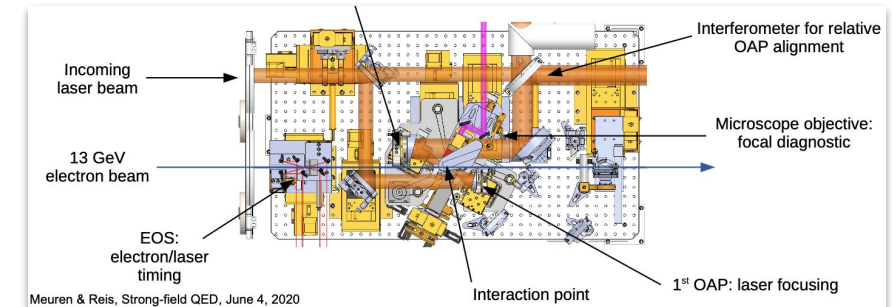 Interferometer for relative
OAP alignment
Incoming
laser beam
Microscope objective:
focal diagnostic
13 GeV
electron beam
EOS:
electron/laser
timing
1st OAP: laser focusing
Interaction point
Meuren & Reis, Strong-field QED, June 4, 2020